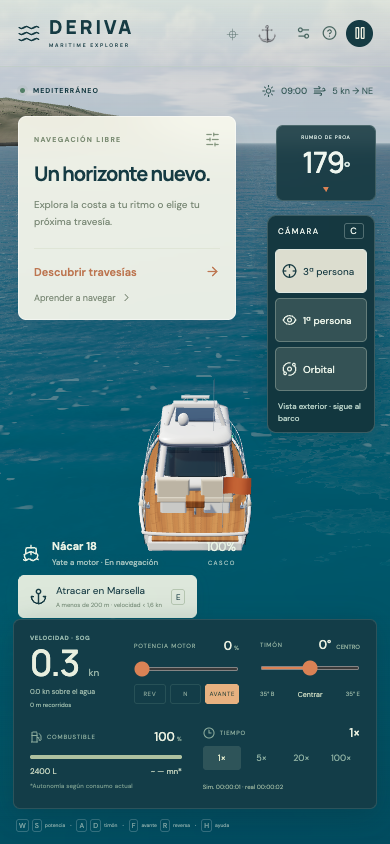 DERIVA
MARITIME EXPLORER
MEDITERRÁNEO
09:00 5 kn → NE
NAVEGACIÓN LIBRE
Un horizonte nuevo.
Explora la costa a tu ritmo o elige tu
próxima travesía.
Descubrir travesías →
Aprender a navegar >
RUMBO DE PROA
179°
CÁMARA C
3ª persona
1ª persona
Orbital
Vista exterior · sigue al
barco
Nácar 18
Yate a motor · En navegación
100%
CASCO
Atracar en Marsella
A menos de 200 m · velocidad < 1,6 kn
E
VELOCIDAD · SOG
0.3 kn
0.0 kn sobre el agua
0 m recorridos
POTENCIA MOTOR 0 %
REV N AVANTE
TIMÓN 0° CENTRO
35° B Centrar 35° E
COMBUSTIBLE 100 %
2400 L – — mn*
*Autonomía según consumo actual
TIEMPO 1×
1× 5× 20× 100×
Sim. 00:00:01 · real 00:00:02
W S potencia · A D timón · F avante R reversa · H ayuda